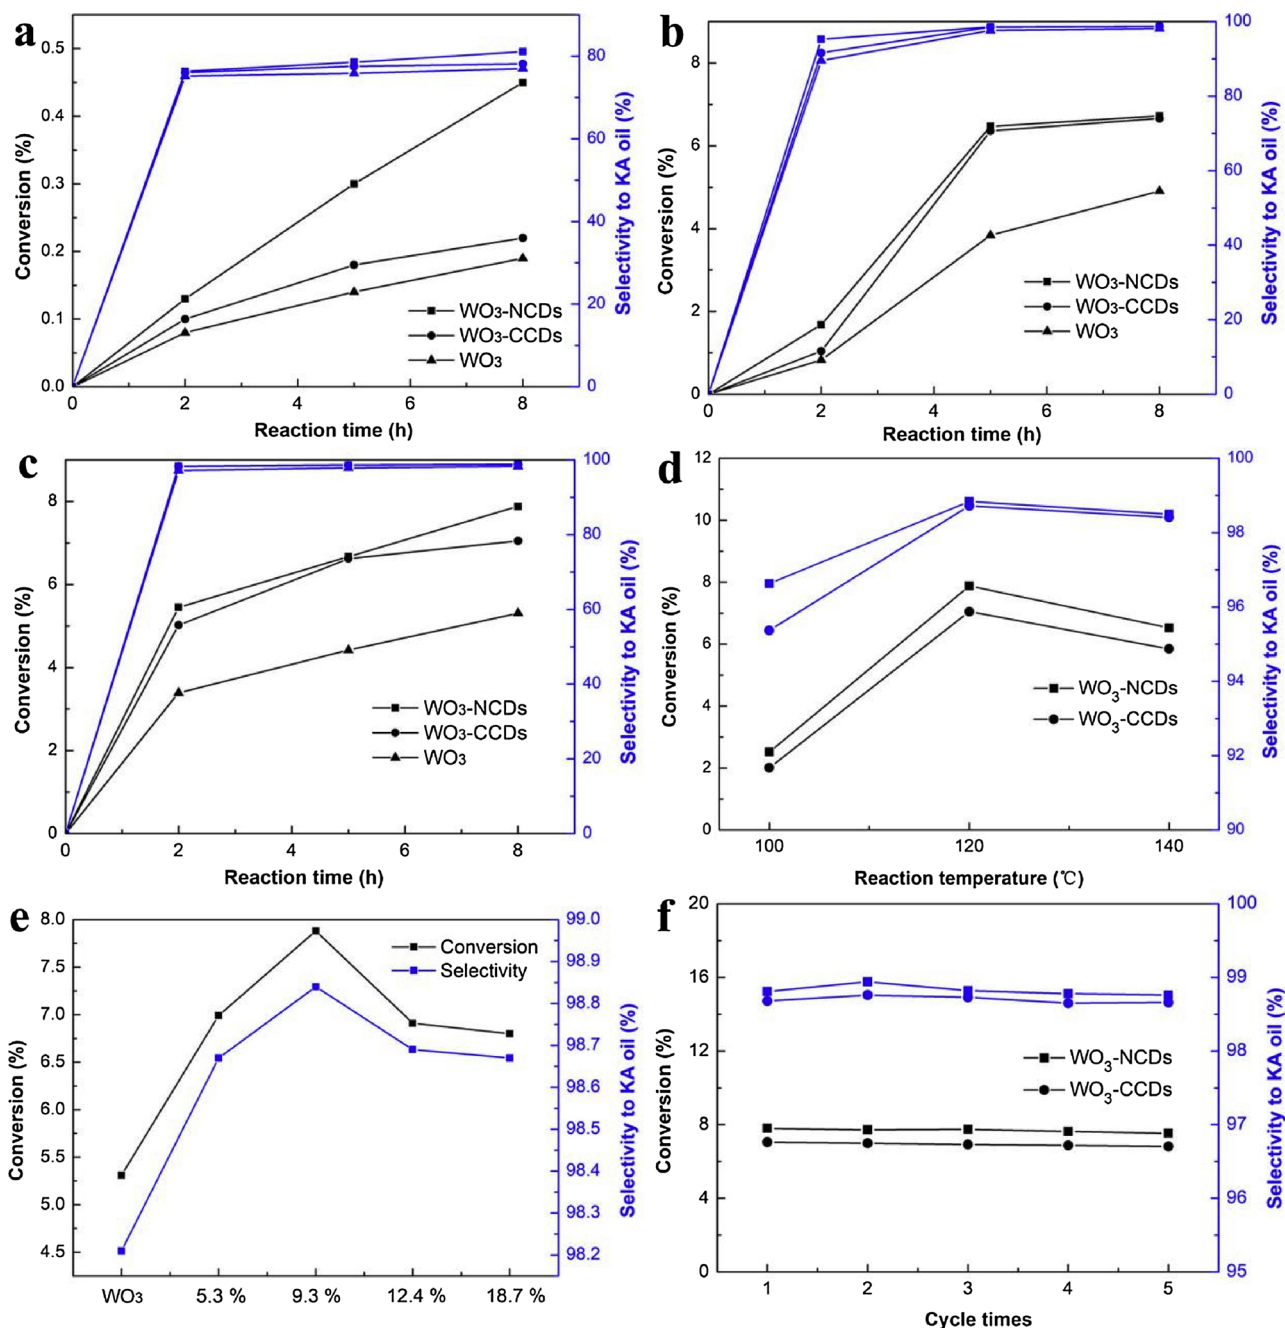 a
0.5
0.4
0.3
0.2
0.1
0.0
0
2
4
6
8
80
60
40
20
0
Conversion (%)
Selectivity to KA oil (%)
Reaction time (h)
WO3-NCDs
WO3-CCDs
WO3
b
8
6
4
2
0
0
2
4
6
8
100
80
60
40
20
0
Conversion (%)
Selectivity to KA oil (%)
Reaction time (h)
WO3-NCDs
WO3-CCDs
WO3
c
8
6
4
2
0
0
2
4
6
8
100
80
60
40
20
0
Conversion (%)
Selectivity to KA oil (%)
Reaction time (h)
WO3-NCDs
WO3-CCDs
WO3
d
12
10
8
6
4
2
0
100
120
140
100
98
96
94
92
90
Conversion (%)
Selectivity to KA oil (%)
Reaction temperature (℃)
WO3-NCDs
WO3-CCDs
e
8.0
7.5
7.0
6.5
6.0
5.5
5.0
4.5
WO3
5.3 %
9.3 %
12.4 %
18.7 %
99.0
98.9
98.8
98.7
98.6
98.5
98.4
98.3
98.2
Conversion (%)
Selectivity to KA oil (%)
Conversion
Selectivity
f
20
16
12
8
4
0
1
2
3
4
5
100
99
98
97
96
95
Conversion (%)
Selectivity to KA oil (%)
Cycle times
WO3-NCDs
WO3-CCDs